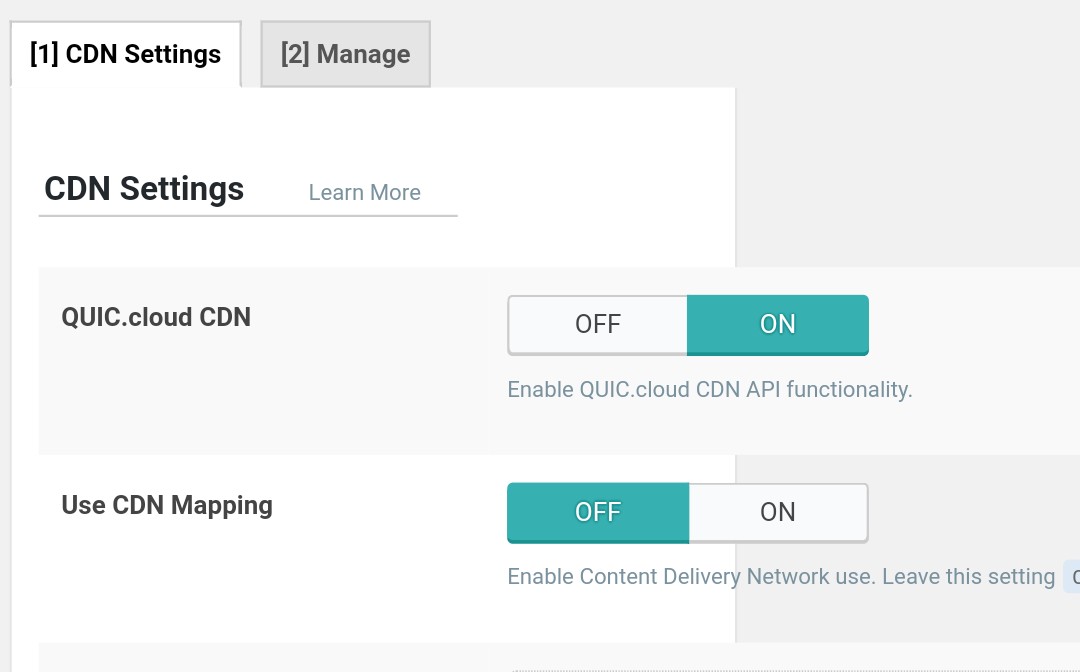 [1] CDN Settings [2] Manage
CDN Settings Learn More
QUIC.cloud CDN OFF ON
Enable QUIC.cloud CDN API functionality.
Use CDN Mapping OFF ON
Enable Content Delivery Network use. Leave this setting